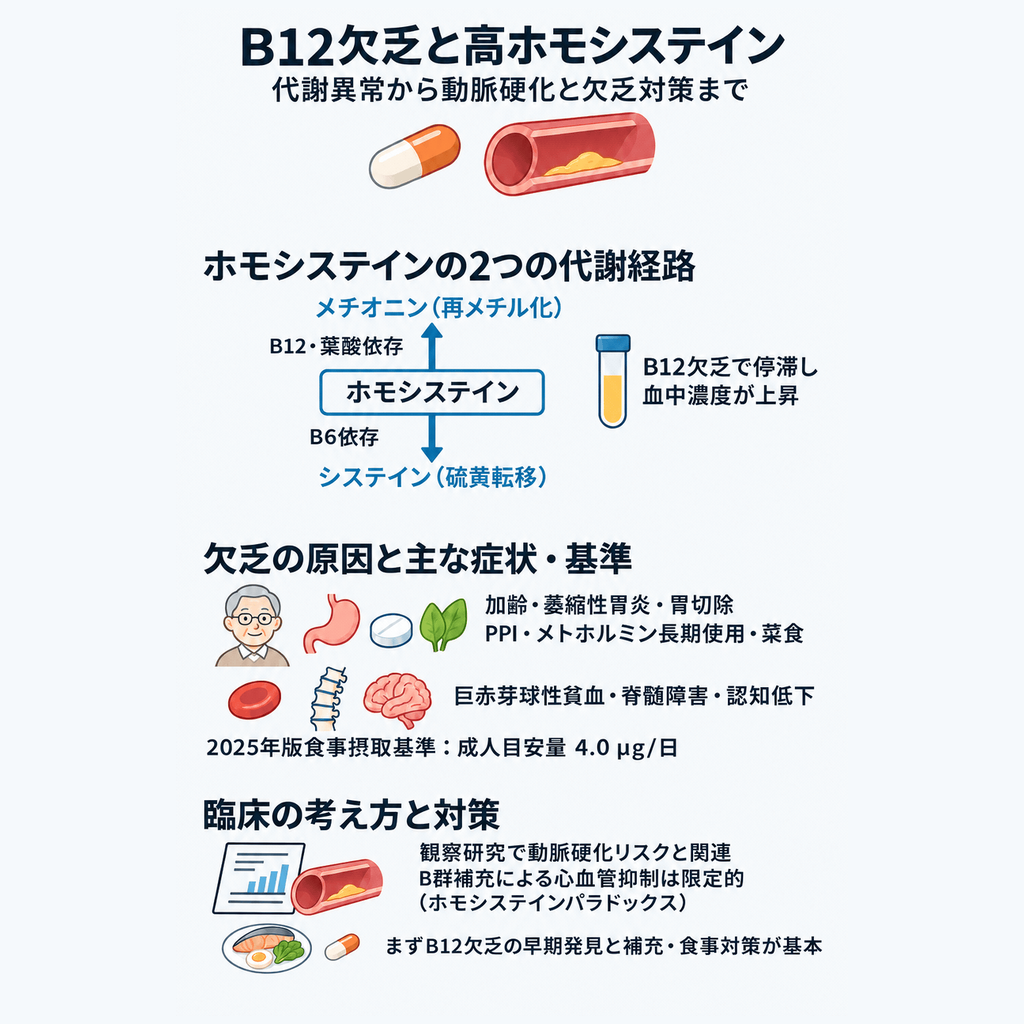 B12欠乏と高ホモシステイン
代謝異常から動脈硬化と欠乏対策まで
ホモシステインの2つの代謝経路
メチオニン(再メチル化)
B12・葉酸依存
ホモシステイン
B6依存
システイン(硫黄転移)
B12欠乏で停滞し
血中濃度が上昇
欠乏の原因と主な症状・基準
加齢・萎縮性胃炎・胃切除
PPI・メトホルミン長期使用・菜食
巨赤芽球性貧血・脊髄障害・認知低下
2025年版食事摂取基準:成人目安量 4.0 μg/日
臨床の考え方と対策
観察研究で動脈硬化リスクと関連
B群補充による心血管抑制は限定的
(ホモシステインパラドックス)
まずB12欠乏の早期発見と補充・食事対策が基本